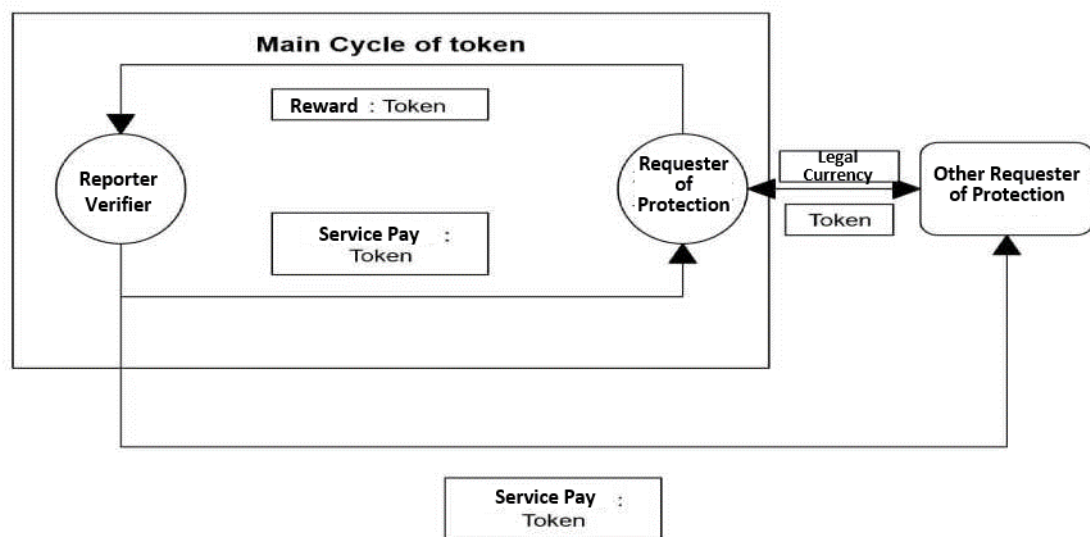 Main Cycle of token
Reward : Token
Reporter
Verifier
Requester
of
Protection
Legal
Currency
Token
Other Requester
of Protection
Service Pay :
Token
Service Pay :
Token